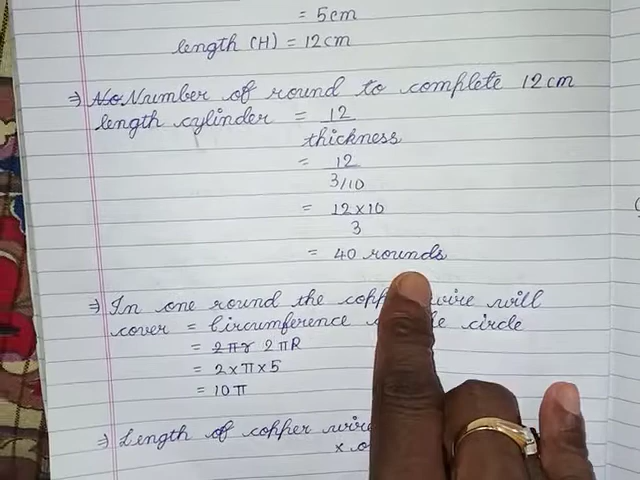 = 5cm
length (H) = 12cm
⇒ No. Number of round to complete 12cm
length cylinder = 12
thickness
= 12
3/10
= 12×10
3
= 40 rounds
⇒ In one round the wire will
cover = Circumference circle
= 2πr 2πR
= 2×π×5
= 10π
⇒ Length of copper
×